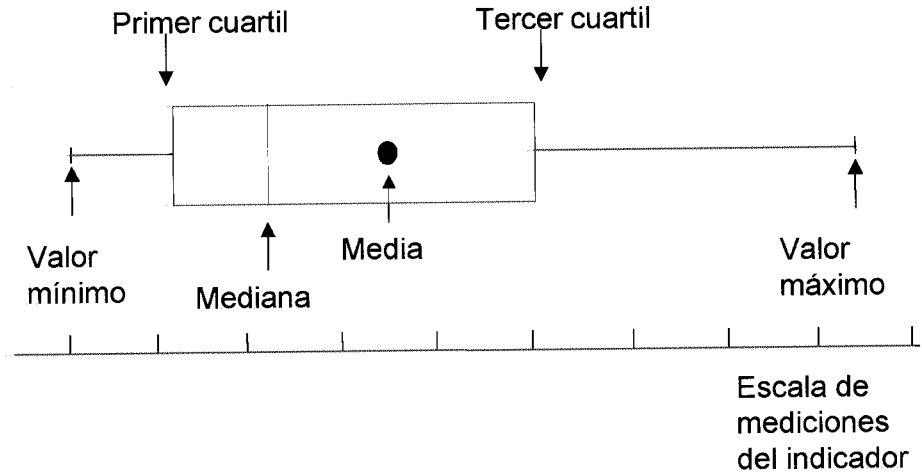 Primer cuartil
Tercer cuartil
Valor
mínimo
Mediana
Media
Valor
máximo
Escala de
mediciones
del indicador